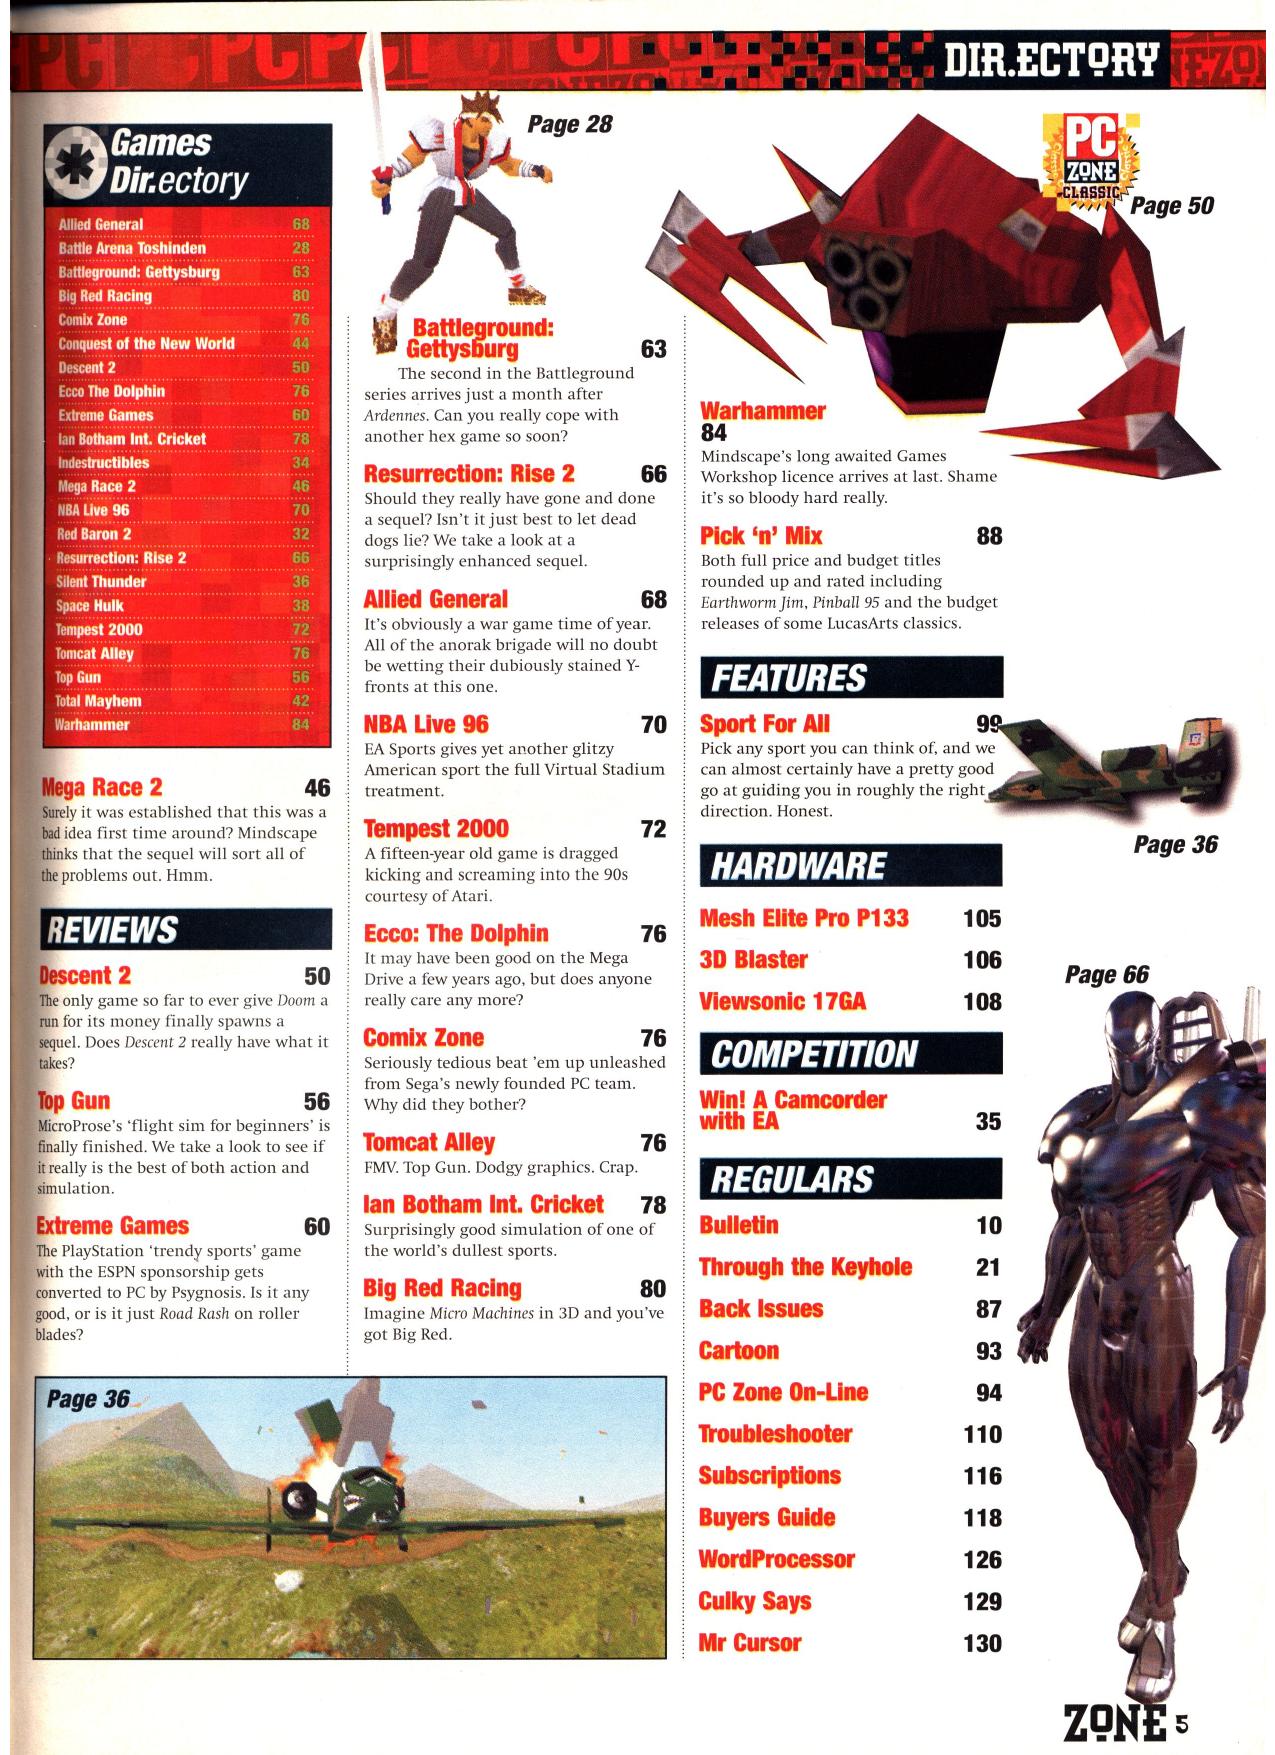 DIR.ECTORY
Games
Dir.ectory
Allied General 68
Battle Arena Toshinden 28
Battleground: Gettysburg 63
Big Red Racing 80
Comix Zone 76
Conquest of the New World 44
Descent 2 50
Ecco The Dolphin 76
Extreme Games 60
Ian Botham Int. Cricket 78
Indestructibles 34
Mega Race 2 46
NBA Live 96 70
Red Baron 2 32
Resurrection: Rise 2 66
Silent Thunder 36
Space Hulk 38
Tempest 2000 72
Tomcat Alley 76
Top Gun 56
Total Mayhem 42
Warhammer 84
Mega Race 2 46
Surely it was established that this was a
bad idea first time around? Mindscape
thinks that the sequel will sort all of
the problems out. Hmm.
REVIEWS
Descent 2 50
The only game so far to ever give Doom a
run for its money finally spawns a
sequel. Does Descent 2 really have what it
takes?
Top Gun 56
MicroProse's 'flight sim for beginners' is
finally finished. We take a look to see if
it really is the best of both action and
simulation.
Extreme Games 60
The PlayStation 'trendy sports' game
with the ESPN sponsorship gets
converted to PC by Psygnosis. Is it any
good, or is it just Road Rash on roller
blades?
Page 36
Page 28
Battleground:
Gettysburg 63
The second in the Battleground
series arrives just a month after
Ardennes. Can you really cope with
another hex game so soon?
Resurrection: Rise 2 66
Should they really have gone and done
a sequel? Isn't it just best to let dead
dogs lie? We take a look at a
surprisingly enhanced sequel.
Allied General 68
It's obviously a war game time of year.
All of the anorak brigade will no doubt
be wetting their dubiously stained Y-
fronts at this one.
NBA Live 96 70
EA Sports gives yet another glitzy
American sport the full Virtual Stadium
treatment.
Tempest 2000 72
A fifteen-year old game is dragged
kicking and screaming into the 90s
courtesy of Atari.
Ecco: The Dolphin 76
It may have been good on the Mega
Drive a few years ago, but does anyone
really care any more?
Comix Zone 76
Seriously tedious beat 'em up unleashed
from Sega's newly founded PC team.
Why did they bother?
Tomcat Alley 76
FMV. Top Gun. Dodgy graphics. Crap.
Ian Botham Int. Cricket 78
Surprisingly good simulation of one of
the world's dullest sports.
Big Red Racing 80
Imagine Micro Machines in 3D and you've
got Big Red.
PC
ZONE
CLASSIC
Page 50
Warhammer
84
Mindscape's long awaited Games
Workshop licence arrives at last. Shame
it's so bloody hard really.
Pick 'n' Mix 88
Both full price and budget titles
rounded up and rated including
Earthworm Jim, Pinball 95 and the budget
releases of some LucasArts classics.
FEATURES
Sport For All 99
Pick any sport you can think of, and we
can almost certainly have a pretty good
go at guiding you in roughly the right
direction. Honest.
Page 36
HARDWARE
Mesh Elite Pro P133 105
3D Blaster 106
Viewsonic 17GA 108
COMPETITION
Win! A Camcorder
with EA 35
REGULARS
Bulletin 10
Through the Keyhole 21
Back Issues 87
Cartoon 93
PC Zone On-Line 94
Troubleshooter 110
Subscriptions 116
Buyers Guide 118
WordProcessor 126
Culky Says 129
Mr Cursor 130
Page 66
ZONE 5